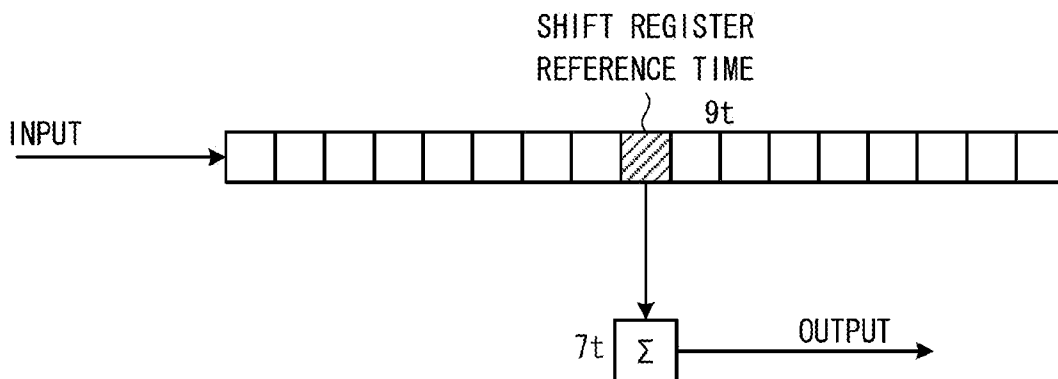 SHIFT REGISTER
REFERENCE TIME
9t
INPUT
7t
Σ
OUTPUT